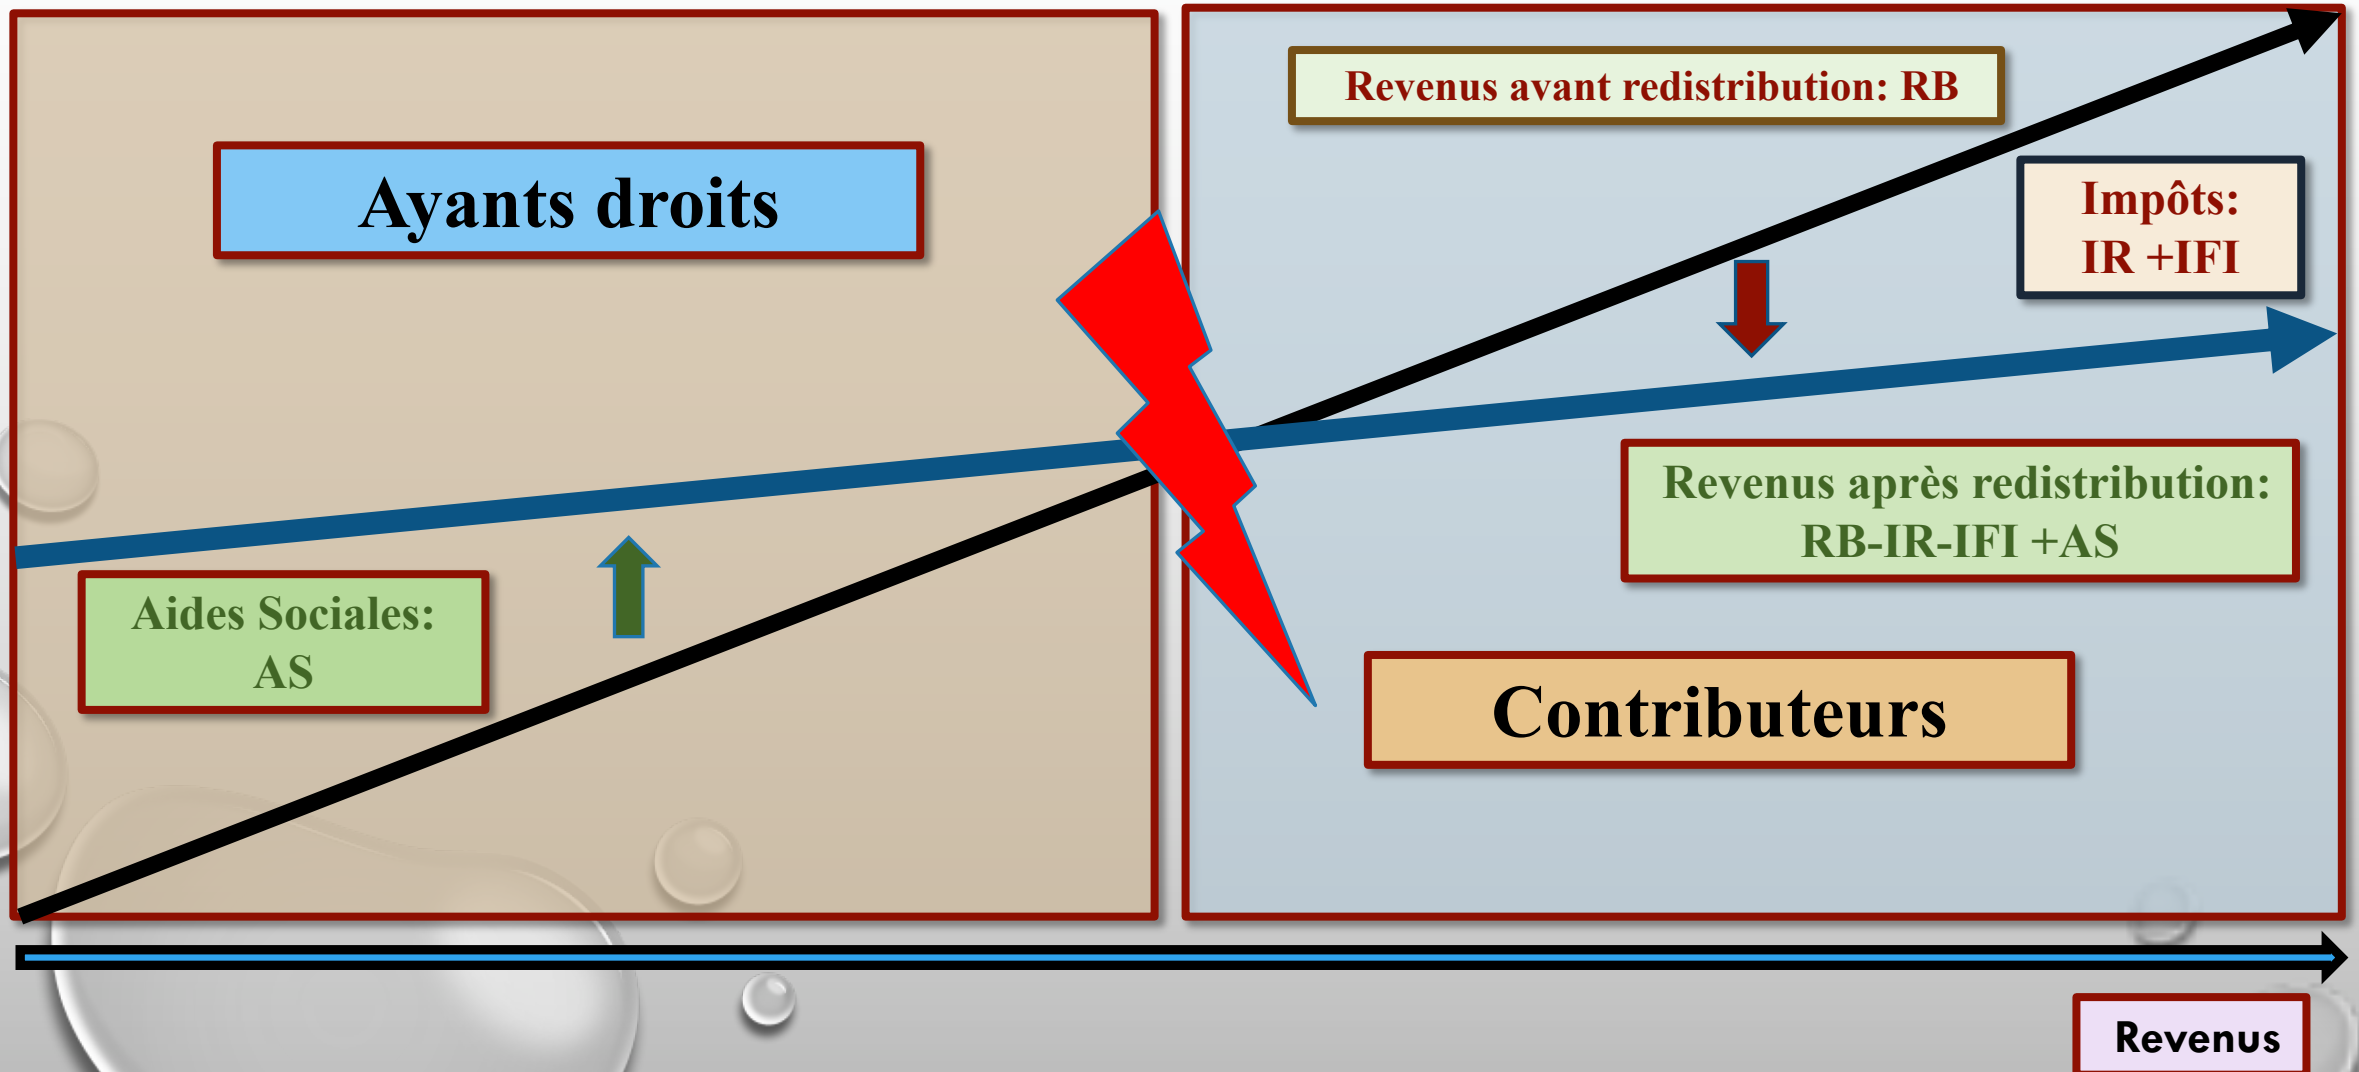 Revenus avant redistribution: RB
Ayants droits
Impôts:
IR +IFI
Revenus après redistribution:
RB-IR-IFI +AS
Aides Sociales:
AS
Contributeurs
Revenus